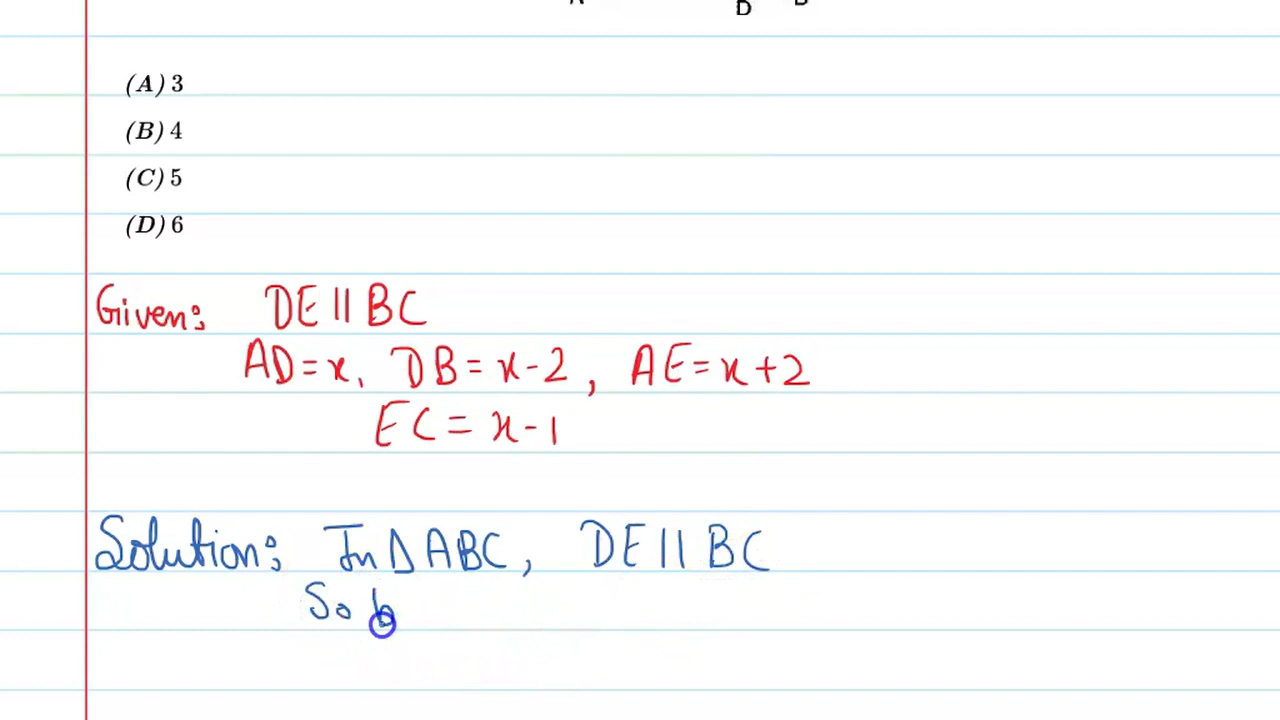 A D B
(A) 3
(B) 4
(C) 5
(D) 6
Given: DE || BC
AD = x, DB = x - 2, AE = x + 2
EC = x - 1
Solution: In Δ ABC, DE || BC
So b